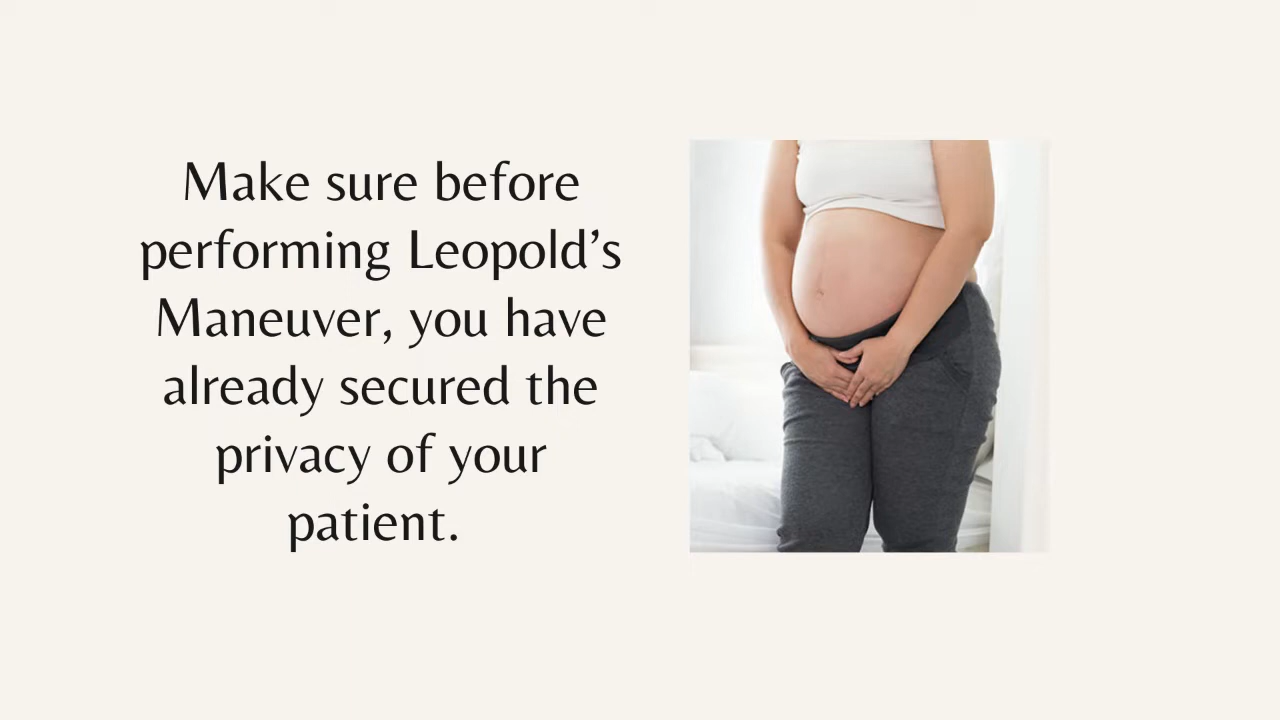 Make sure before
performing Leopold’s
Maneuver, you have
already secured the
privacy of your
patient.